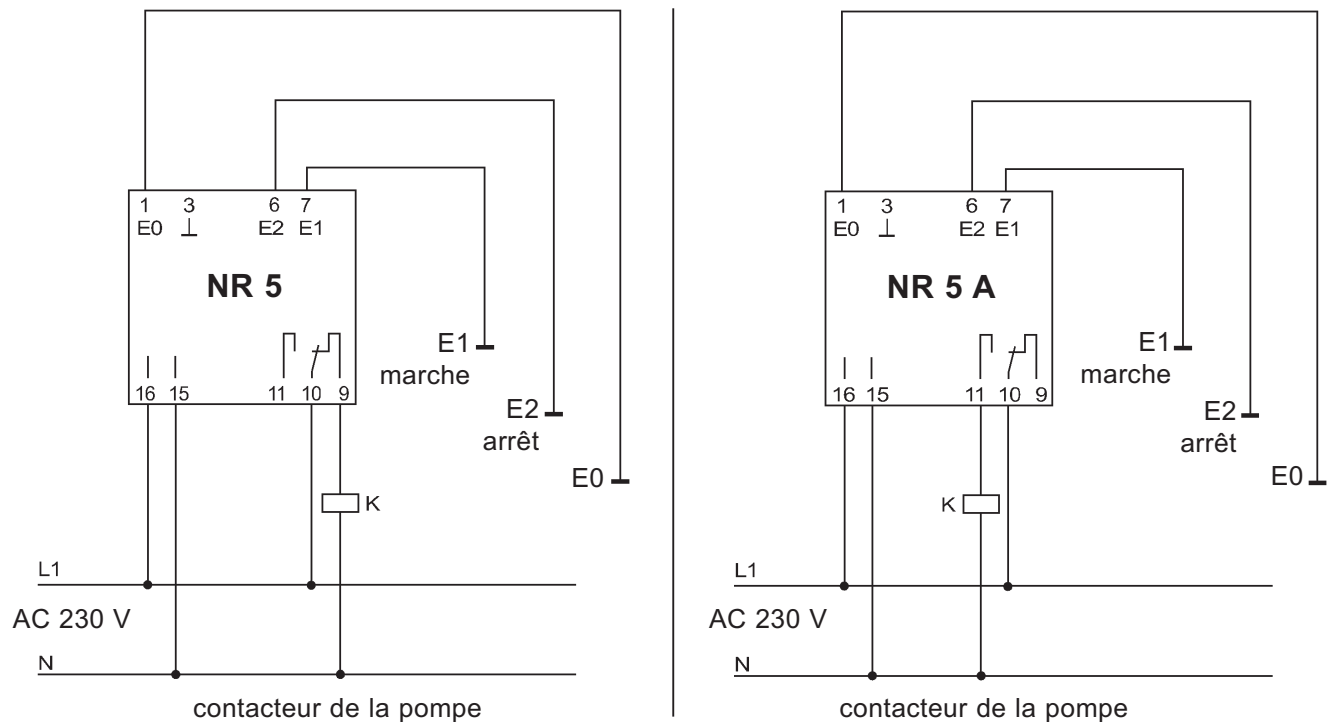 1 3 6 7
E0 ⊥ E2 E1
NR 5
16 15 11 10 9
E1
marche
E2
arrêt
E0
K
L1
AC 230 V
N
contacteur de la pompe
1 3 6 7
E0 ⊥ E2 E1
NR 5 A
16 15 11 10 9
E1
marche
E2
arrêt
E0
K
L1
AC 230 V
N
contacteur de la pompe